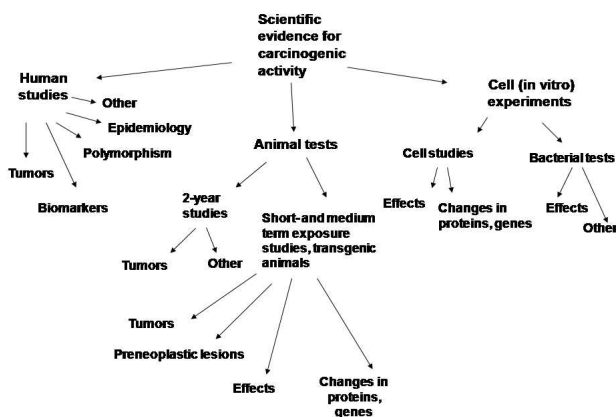 Scientific
evidence for
carcinogenic
activity
Human
studies
Other
Epidemiology
Polymorphism
Tumors
Biomarkers
Animal tests
2-year
studies
Tumors
Other
Short- and medium
term exposure
studies, transgenic
animals
Tumors
Preneoplastic lesions
Effects
Changes in
proteins,
genes
Cell (in vitro)
experiments
Cell studies
Effects
Changes in
proteins, genes
Bacterial tests
Effects
Other